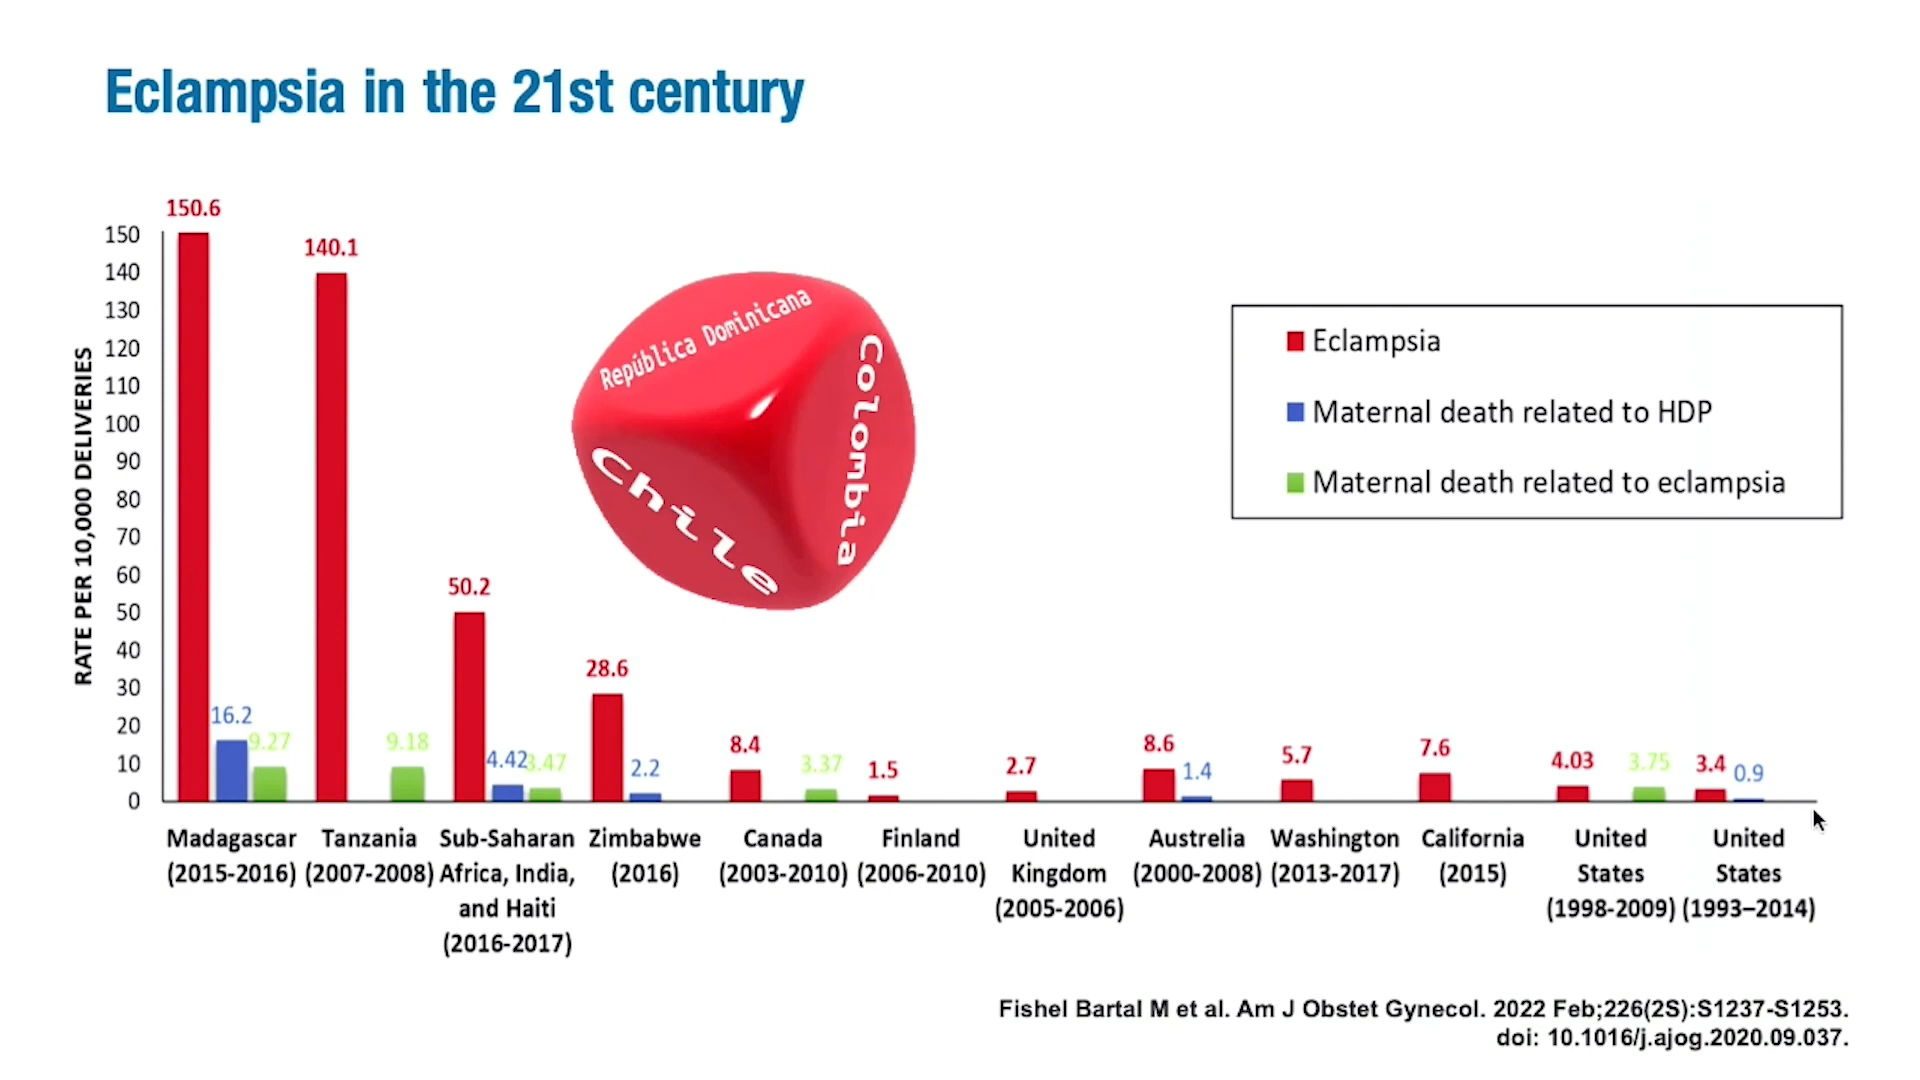 Eclampsia in the 21st century
RATE PER 10,000 DELIVERIES
150
140
130
120
110
100
90
80
70
60
50
40
30
20
10
0
150.6
16.2
9.27
140.1
9.18
50.2
4.42
3.47
28.6
2.2
8.4
3.37
1.5
2.7
8.6
1.4
5.7
7.6
4.03
3.75
3.4
0.9
República Dominicana
Colombia
Chile
Eclampsia
Maternal death related to HDP
Maternal death related to eclampsia
Madagascar
(2015-2016)
Tanzania
(2007-2008)
Sub-Saharan
Africa, India,
and Haiti
(2016-2017)
Zimbabwe
(2016)
Canada
(2003-2010)
Finland
(2006-2010)
United
Kingdom
(2005-2006)
Austrelia
(2000-2008)
Washington
(2013-2017)
California
(2015)
United
States
(1998-2009)
United
States
(1993–2014)
Fishel Bartal M et al. Am J Obstet Gynecol. 2022 Feb;226(2S):S1237-S1253.
doi: 10.1016/j.ajog.2020.09.037.